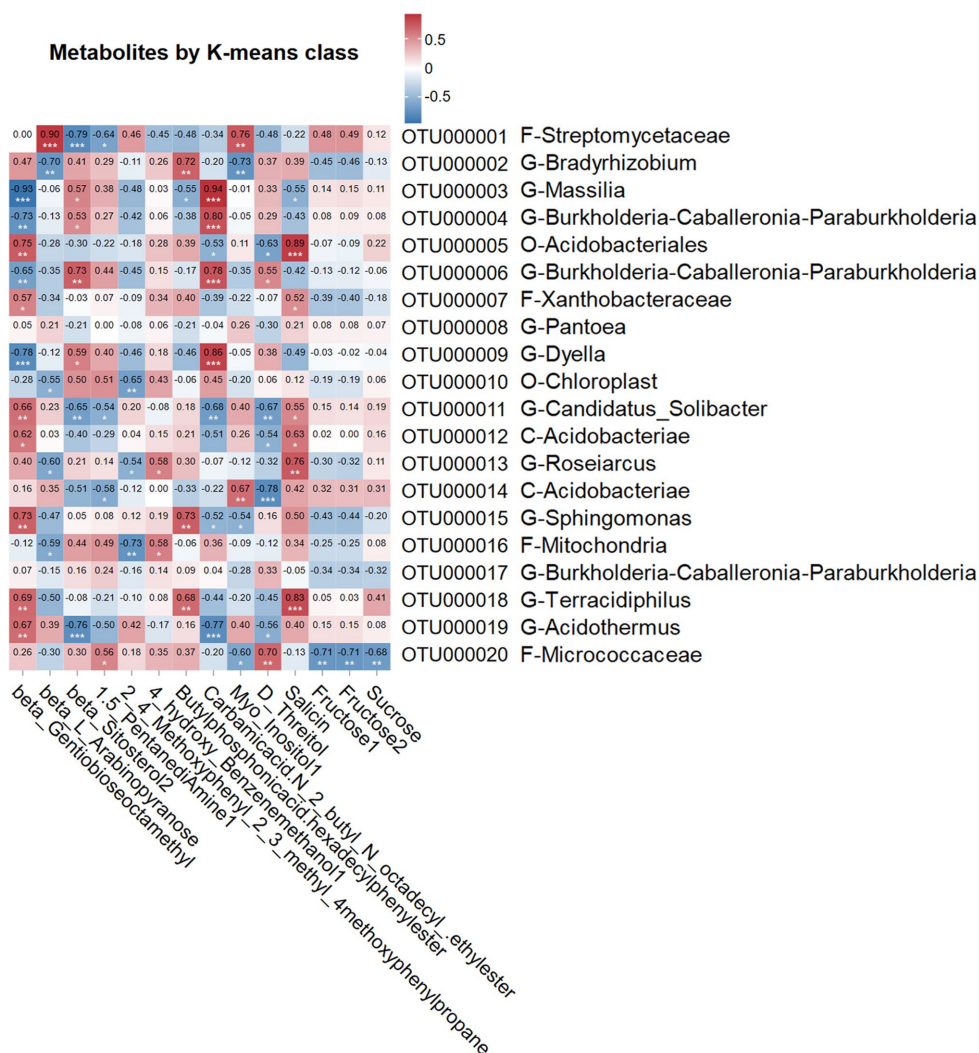 Metabolites by K-means class
0.5
0
-0.5
0.00 0.90 -0.79 -0.64 0.46 -0.45 -0.48 -0.34 0.76 -0.48 -0.22 0.48 0.49 0.12 OTU000001 F-Streptomycetaceae
*** *** * **
0.47 -0.70 0.41 0.29 -0.11 0.26 0.72 -0.20 -0.73 0.37 0.39 -0.45 -0.46 -0.13 OTU000002 G-Bradyrhizobium
** ** **
-0.93 -0.06 0.57 0.38 -0.48 0.03 -0.55 0.94 -0.01 0.33 -0.55 0.14 0.15 0.11 OTU000003 G-Massilia
*** * * *** *
-0.73 -0.13 0.53 0.27 -0.42 0.06 -0.38 0.80 -0.05 0.29 -0.43 0.08 0.09 0.08 OTU000004 G-Burkholderia-Caballeronia-Paraburkholderia
** * ***
0.75 -0.28 -0.30 -0.22 -0.18 0.28 0.39 -0.53 0.11 -0.63 0.89 -0.07 -0.09 0.22 OTU000005 O-Acidobacteriales
** * * ***
-0.65 -0.35 0.73 0.44 -0.45 0.15 -0.17 0.78 -0.35 0.55 -0.42 -0.13 -0.12 -0.06 OTU000006 G-Burkholderia-Caballeronia-Paraburkholderia
** ** *** *
0.57 -0.34 -0.03 0.07 -0.09 0.34 0.40 -0.39 -0.22 -0.07 0.52 -0.39 -0.40 -0.18 OTU000007 F-Xanthobacteraceae
* *
0.05 0.21 -0.21 0.00 -0.08 0.06 -0.21 -0.04 0.26 -0.30 0.21 0.08 0.08 0.07 OTU000008 G-Pantoea
-0.78 -0.12 0.59 0.40 -0.46 0.18 -0.46 0.86 -0.05 0.38 -0.49 -0.03 -0.02 -0.04 OTU000009 G-Dyella
*** * ***
-0.28 -0.55 0.50 0.51 -0.65 0.43 -0.06 0.45 -0.20 0.06 0.12 -0.19 -0.19 0.06 OTU000010 O-Chloroplast
* **
0.66 0.23 -0.65 -0.54 0.20 -0.08 0.18 -0.68 0.40 -0.67 0.55 0.15 0.14 0.19 OTU000011 G-Candidatus_Solibacter
** ** * ** ** *
0.62 0.03 -0.40 -0.29 0.04 0.15 0.21 -0.51 0.26 -0.54 0.63 0.02 0.00 0.16 OTU000012 C-Acidobacteriae
* * *
0.40 -0.60 0.21 0.14 -0.54 0.58 0.30 -0.07 -0.12 -0.32 0.76 -0.30 -0.32 0.11 OTU000013 G-Roseiarcus
* * * **
0.16 0.35 -0.51 -0.58 -0.12 0.00 -0.33 -0.22 0.67 -0.78 0.42 0.32 0.31 0.31 OTU000014 C-Acidobacteriae
* ** ***
0.73 -0.47 0.05 0.08 0.12 0.19 0.73 -0.52 -0.54 0.16 0.50 -0.43 -0.44 -0.20 OTU000015 G-Sphingomonas
** ** * *
-0.12 -0.59 0.44 0.49 -0.73 0.58 -0.06 0.36 -0.09 -0.12 0.34 -0.25 -0.25 0.08 OTU000016 F-Mitochondria
* ** *
0.07 -0.15 0.16 0.24 -0.16 0.14 0.09 0.04 -0.28 0.33 -0.05 -0.34 -0.34 -0.32 OTU000017 G-Burkholderia-Caballeronia-Paraburkholderia
0.69 -0.50 -0.08 -0.21 -0.10 0.08 0.68 -0.44 -0.20 -0.45 0.83 0.05 0.03 0.41 OTU000018 G-Terracidiphilus
** ** ***
0.67 0.39 -0.76 -0.50 0.42 -0.17 0.16 -0.77 0.40 -0.56 0.40 0.15 0.15 0.08 OTU000019 G-Acidothermus
** *** *** *
0.26 -0.30 0.30 0.56 0.18 0.35 0.37 -0.20 -0.60 0.70 -0.13 -0.71 -0.71 -0.68 OTU000020 F-Micrococcaceae
* * ** ** ** **
beta_Gentiobioseoctamethyl
beta_L_Arabinopyranose
beta_Sitosterol2
1.5_PentanediAmine1
2_4_Methoxyphenyl_2_3_methyl_4methoxyphenylpropane
4_hydroxy_Benzenemethanol1
Butylphosphonicacid.hexadecylphenylester
Carbamicacid.N_2_butyl_N_octadecyl_.ethylester
Myo_Inositol1
D_Threitol
Salicin
Fructose1
Fructose2
Sucrose